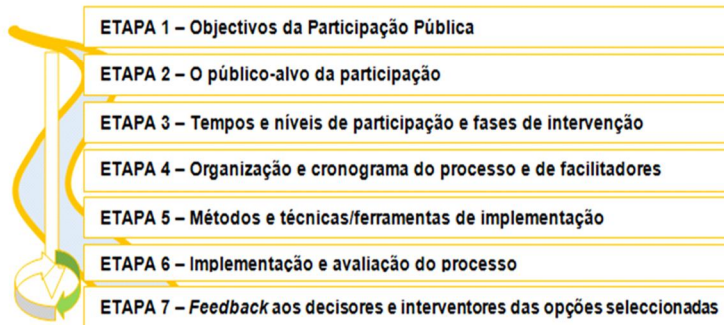 ETAPA 1 – Objectivos da Participação Pública
ETAPA 2 – O público-alvo da participação
ETAPA 3 – Tempos e níveis de participação e fases de intervenção
ETAPA 4 – Organização e cronograma do processo e de facilitadores
ETAPA 5 – Métodos e técnicas/ferramentas de implementação
ETAPA 6 – Implementação e avaliação do processo
ETAPA 7 – Feedback aos decisores e interventores das opções seleccionadas